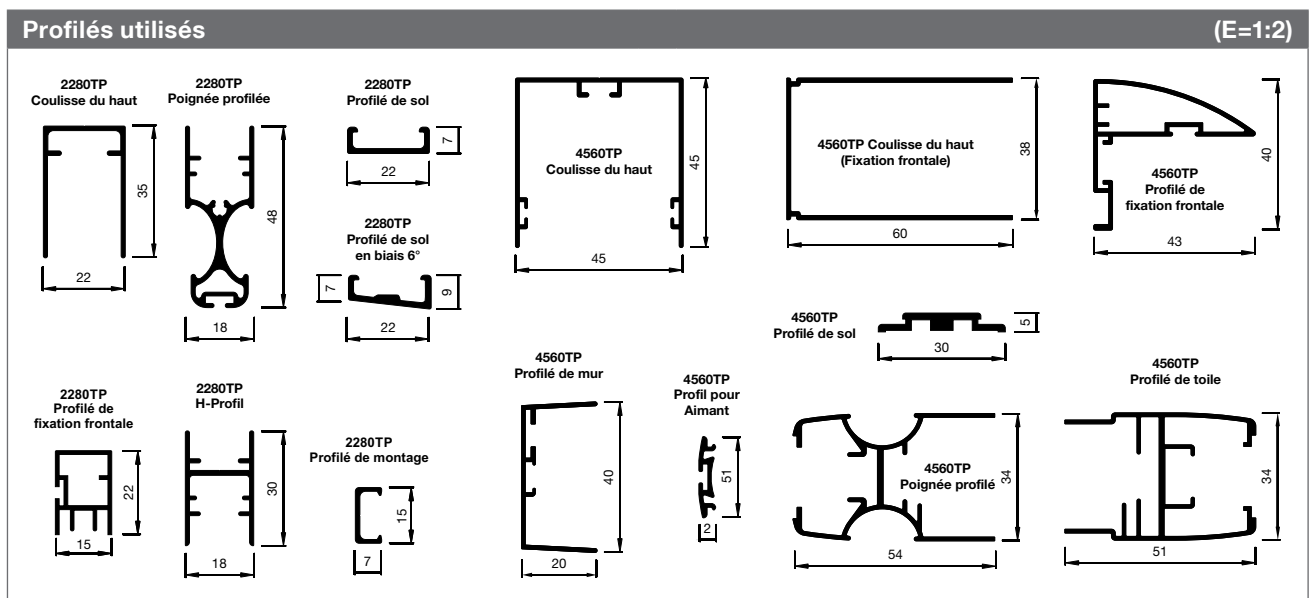 Profilés utilisés (E=1:2)
2280TP
Coulisse du haut
35
22
2280TP
Poignée profilée
48
18
2280TP
Profilé de sol
7
22
2280TP
Profilé de sol
en biais 6°
7
9
22
4560TP
Coulisse du haut
45
45
4560TP Coulisse du haut
(Fixation frontale)
38
60
4560TP
Profilé de
fixation frontale
40
43
4560TP
Profilé de sol
5
30
2280TP
Profilé de
fixation frontale
22
15
2280TP
H-Profil
30
18
2280TP
Profilé de montage
15
7
4560TP
Profilé de mur
40
20
4560TP
Profil pour
Aimant
51
2
4560TP
Poignée profilé
34
54
4560TP
Profilé de toile
34
51